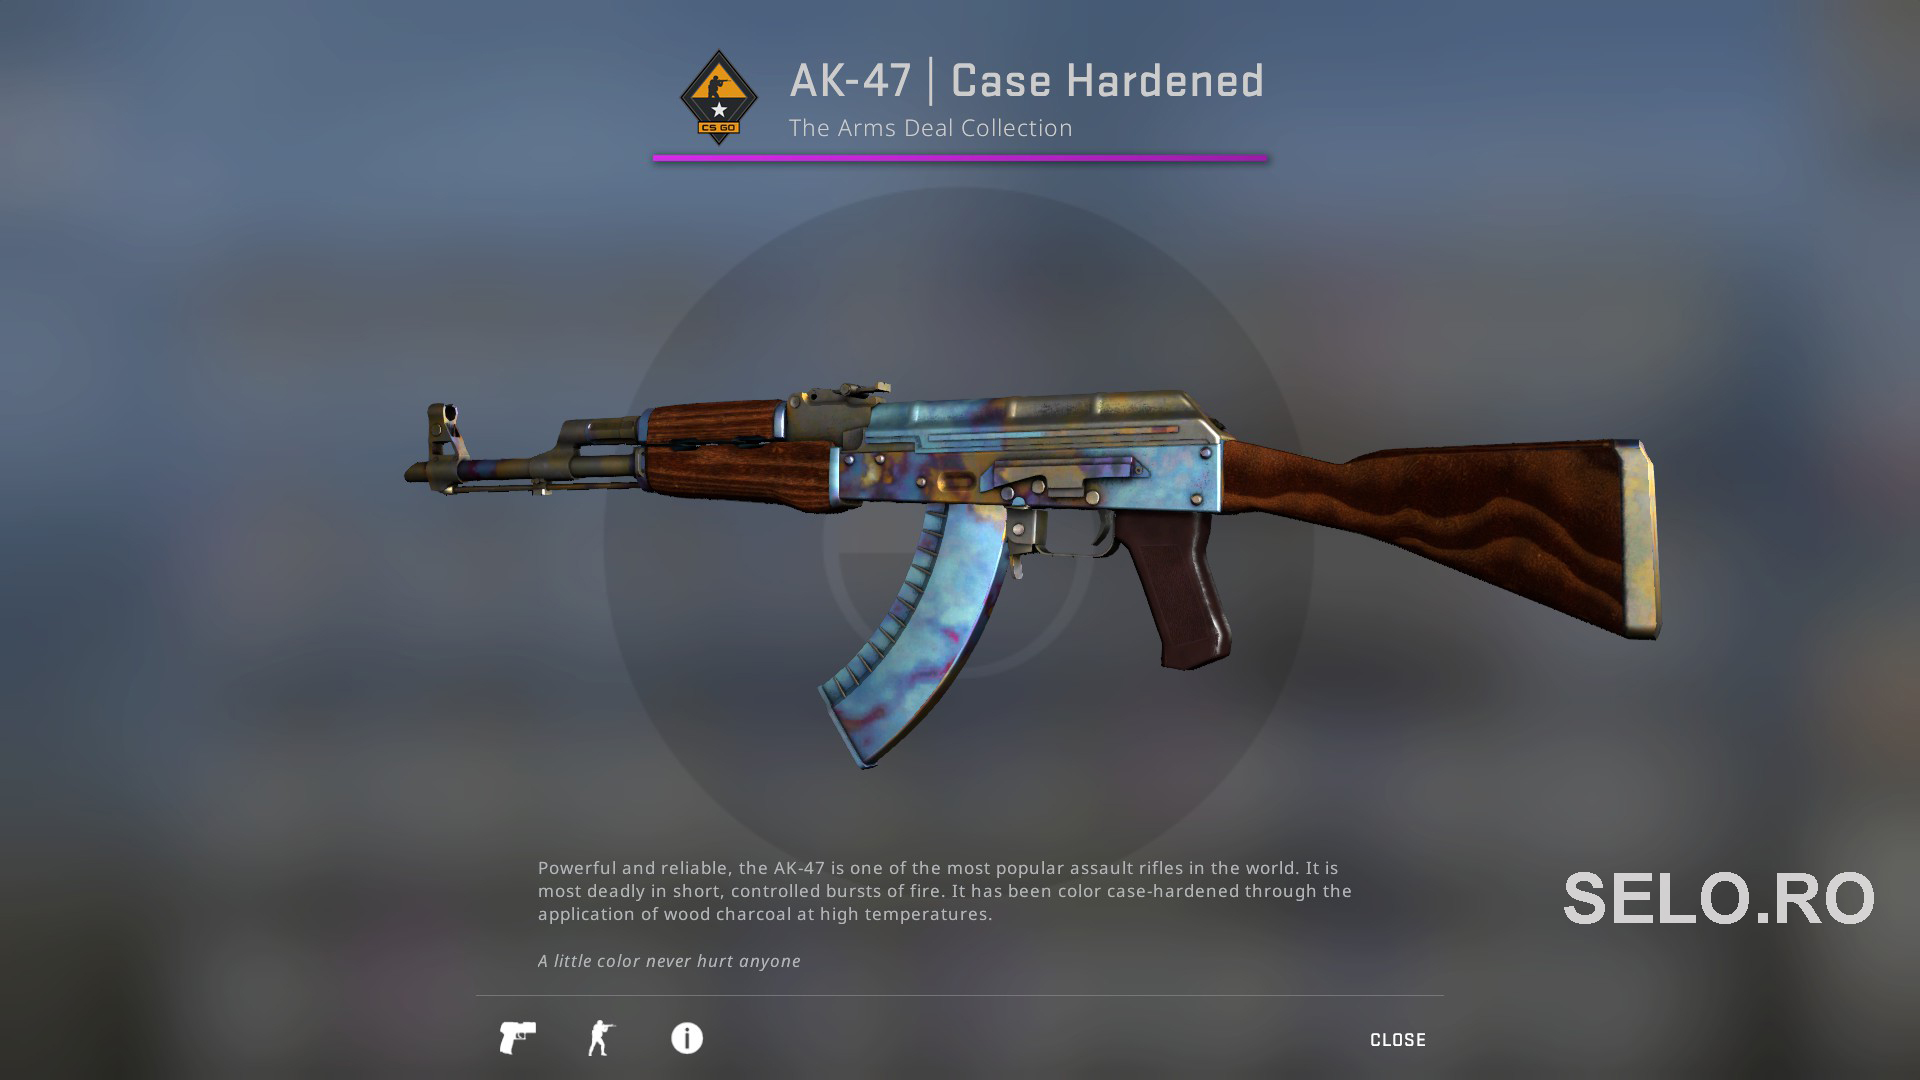 AK-47 | Case Hardened
The Arms Deal Collection
CS GO
Powerful and reliable, the AK-47 is one of the most popular assault rifles in the world. It is
most deadly in short, controlled bursts of fire. It has been color case-hardened through the
application of wood charcoal at high temperatures.
A little color never hurt anyone
SELO.RO
CLOSE